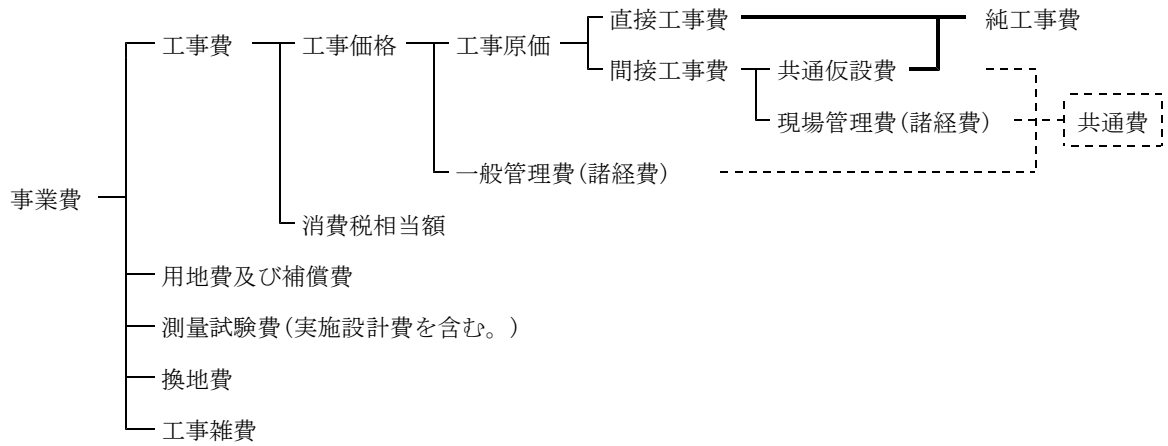 直接工事費
純工事費
工事費
工事価格
工事原価
間接工事費
共通仮設費
現場管理費(諸経費)
共通費
一般管理費(諸経費)
事業費
消費税相当額
用地費及び補償費
測量試験費(実施設計費を含む。)
換地費
工事雑費